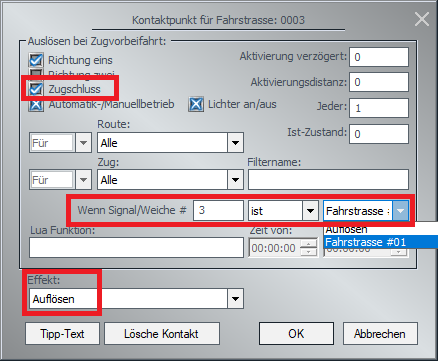 Kontaktpunkt für Fahrstrasse: 0003
Auslösen bei Zugvorbeifahrt:
Richtung eins
Richtung zwei
Zugschluss
Automatik-/Manuellbetrieb
Lichter an/aus
Aktivierung verzögert: 0
Aktivierungsdistanz: 0
Jeder: 1
Ist-Zustand: 0
Route:
Für Alle
Zug:
Filtername:
Für Alle
Wenn Signal/Weiche # 3 ist Fahrstrasse
Auflösen
Fahrstrasse #01
Lua Funktion:
Zeit von:
00:00:00 00:00:00
Effekt:
Auflösen
Tipp-Text Lösche Kontakt OK Abbrechen